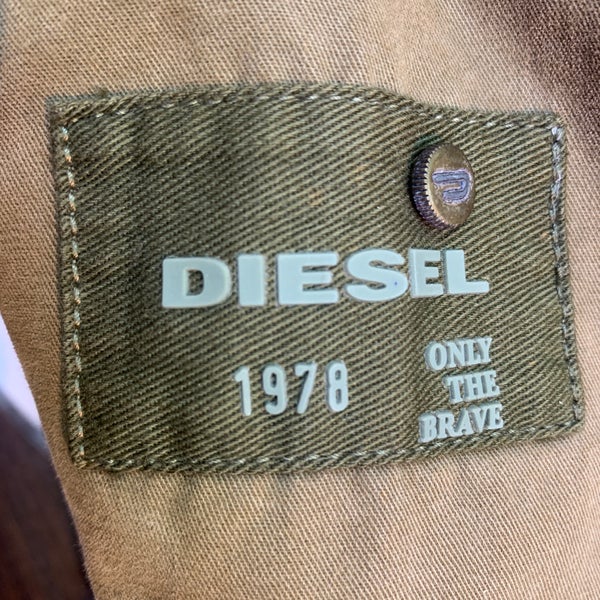 DIESEL
1978
ONLY
THE
BRAVE